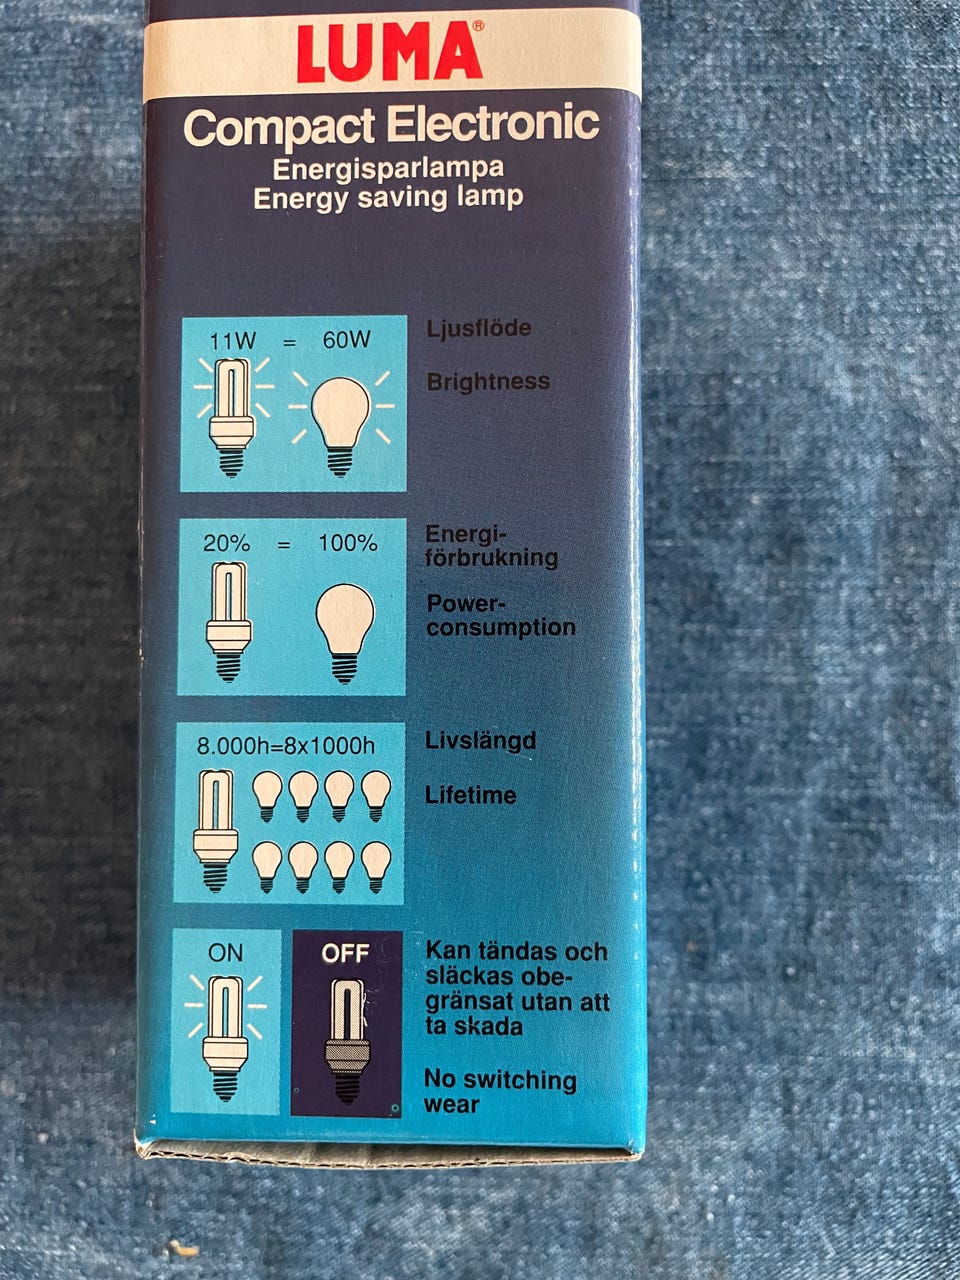 LUMA®
Compact Electronic
Energisparlampa
Energy saving lamp
11W = 60W
Ljusflöde
Brightness
20% = 100%
Energi-
förbrukning
Power-
consumption
8.000h=8x1000h
Livslängd
Lifetime
ON
OFF
Kan tändas och
släckas obe-
gränsat utan att
ta skada
No switching
wear